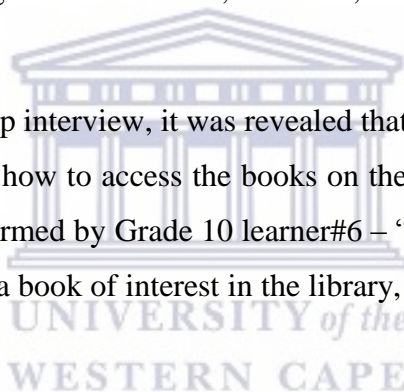 p interview, it was revealed that
how to access the books on the
rmed by Grade 10 learner#6 – “
a book of interest in the library,
UNIVERSITY of the
WESTERN CAPE